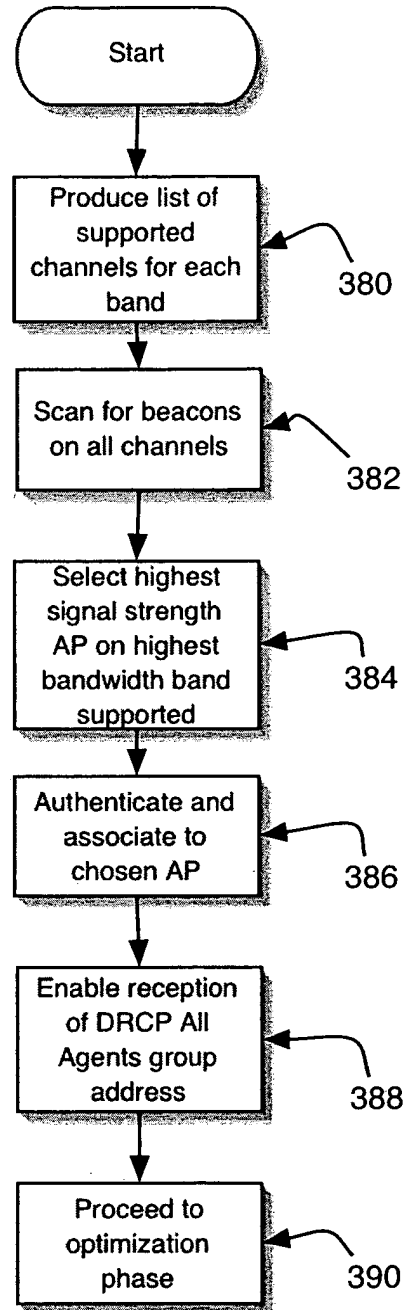 Start
Produce list of
supported
channels for each
band
380
Scan for beacons
on all channels
382
Select highest
signal strength
AP on highest
bandwidth band
supported
384
Authenticate and
associate to
chosen AP
386
Enable reception
of DRCP All
Agents group
address
388
Proceed to
optimization
phase
390